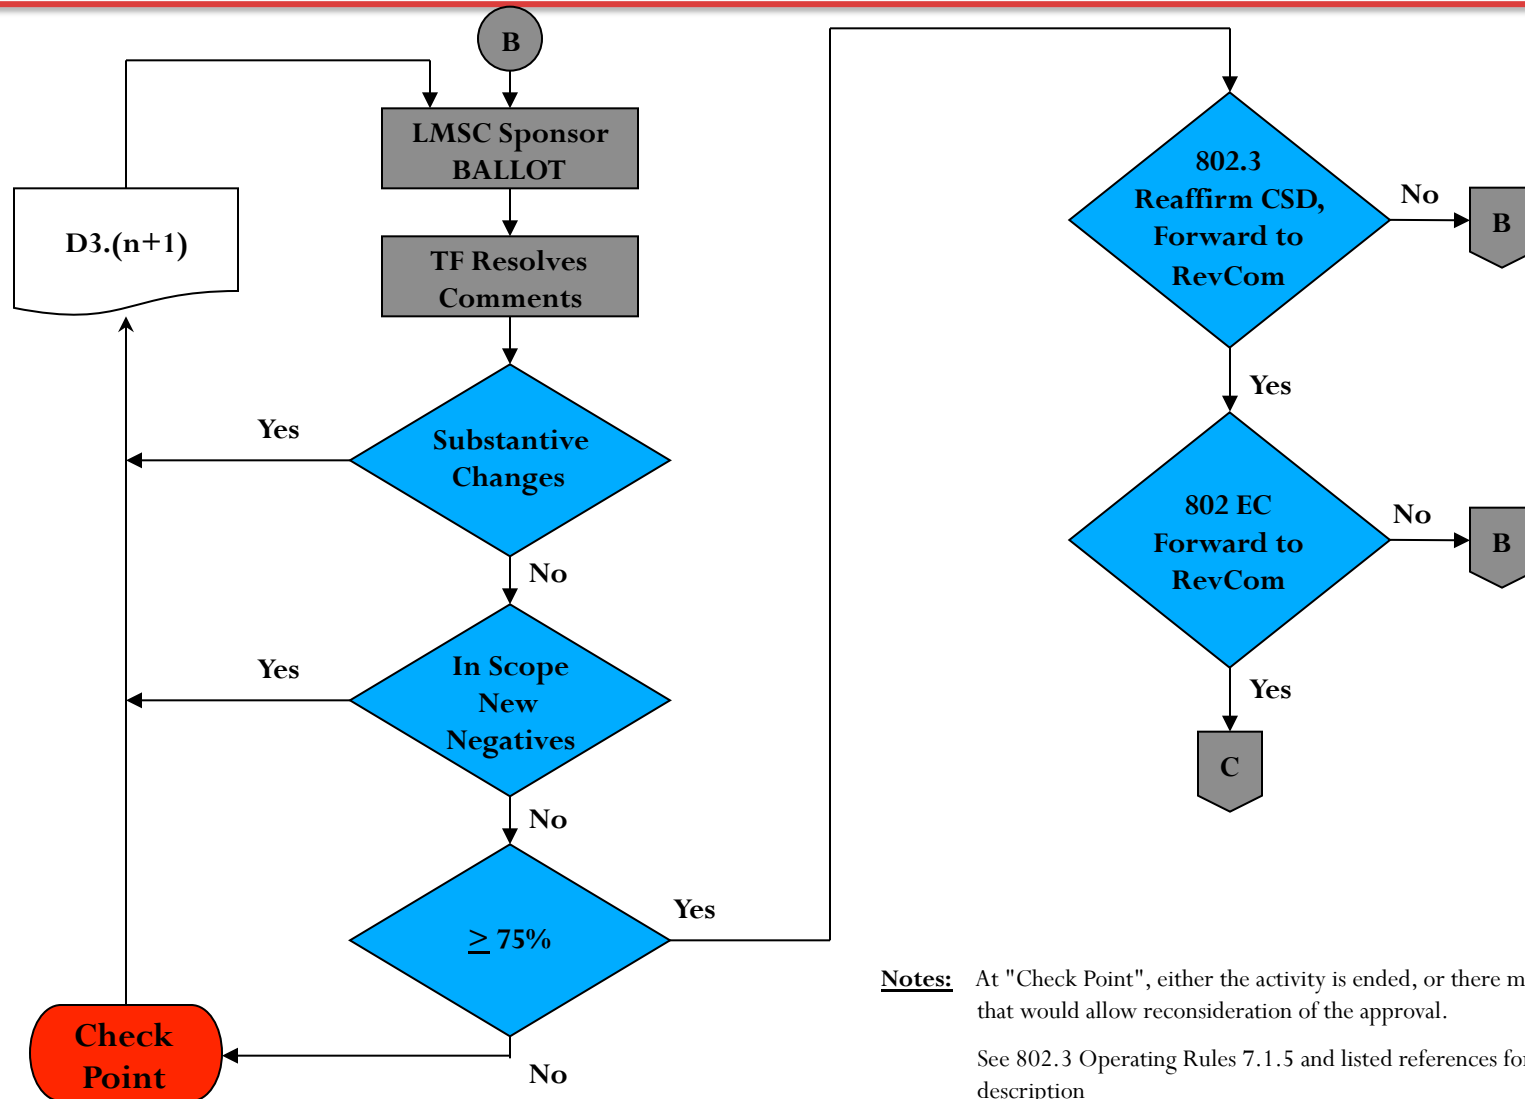 B
LMSC Sponsor
BALLOT
D3.(n+1)
TF Resolves
Comments
Yes
Substantive
Changes
No
Yes
In Scope
New
Negatives
No
≥ 75%
Yes
Check
Point
No
802.3
Reaffirm CSD,
Forward to
RevCom
No
B
Yes
802 EC
Forward to
RevCom
No
B
Yes
C
Notes: At "Check Point", either the activity is ended, or there
that would allow reconsideration of the approval.
See 802.3 Operating Rules 7.1.5 and listed references for
description